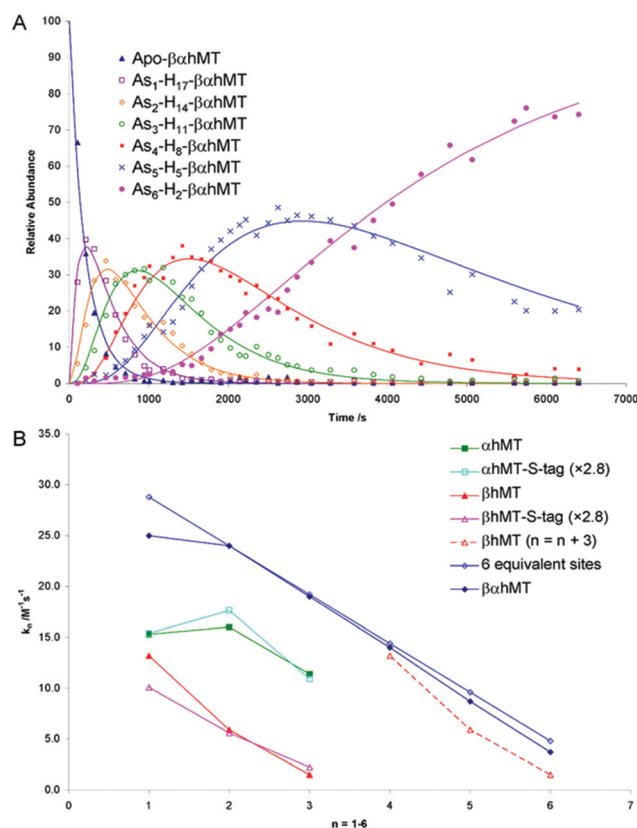 A
100
90
80
70
60
50
40
30
20
10
0
Relative Abundance
Apo-βαhMT
As₁-H₁₇-βαhMT
As₂-H₁₄-βαhMT
As₃-H₁₁-βαhMT
As₄-H₈-βαhMT
As₅-H₅-βαhMT
As₆-H₂-βαhMT
0 1000 2000 3000 4000 5000 6000 7000
Time /s
B
35.0
30.0
25.0
20.0
15.0
10.0
5.0
0.0
kₙ /M⁻¹s⁻¹
αhMT
αhMT-S-tag (×2.8)
βhMT
βhMT-S-tag (×2.8)
βhMT (n = n + 3)
6 equivalent sites
βαhMT
0 1 2 3 4 5 6 7
n = 1-6